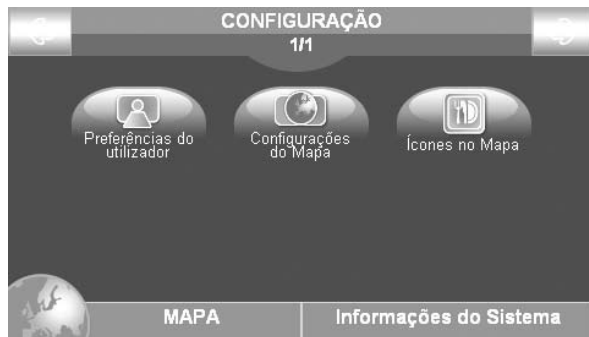 CONFIGURAÇÃO
1/1
Preferências do
utilizador
Configurações
do Mapa
Ícones no Mapa
MAPA
Informações do Sistema